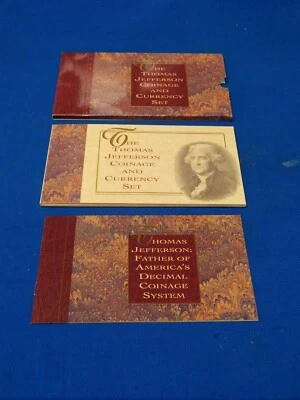 The
Thomas
Jefferson
Coinage
and
Currency
Set
The
Thomas
Jefferson
Coinage
and
Currency
Set
Thomas
Jefferson:
Father of
America's
Decimal
Coinage
System